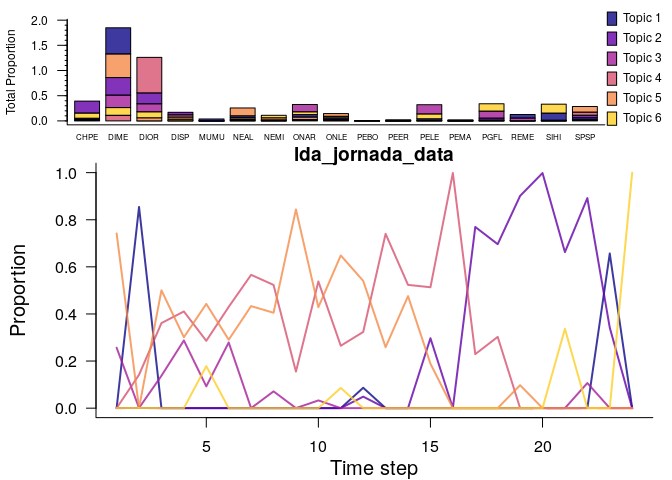 Total Proportion
2.0
1.5
1.0
0.5
0.0
CHPE DIME DIOR DISP MUMU NEAL NEMI ONAR ONLE PEBO PEER PELE PEMA PGFL REME SIHI SPSP
Topic 1
Topic 2
Topic 3
Topic 4
Topic 5
Topic 6
lda_jornada_data
Proportion
1.0
0.8
0.6
0.4
0.2
0.0
5 10 15 20
Time step